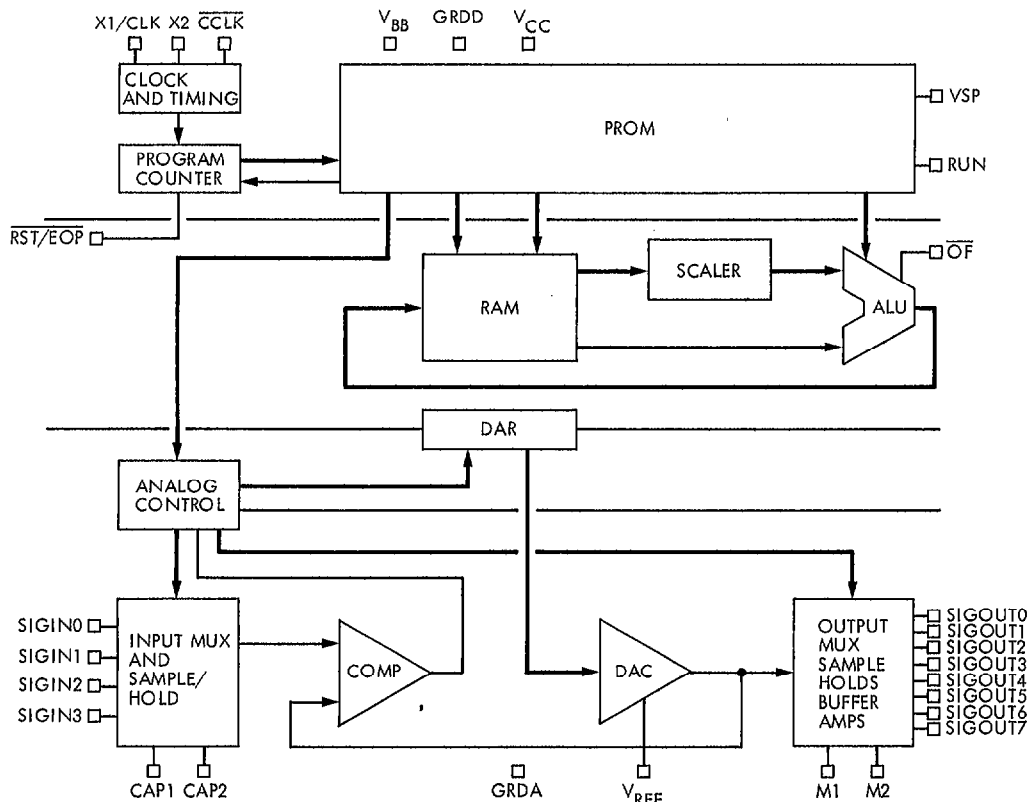 X1/CLK X2 CCLK
V_BB GRDD V_CC
CLOCK
AND TIMING
PROM
VSP
PROGRAM
COUNTER
RUN
RST/EOP
OF
SCALER
RAM
ALU
DAR
ANALOG
CONTROL
SIGIN0
SIGIN1
SIGIN2
SIGIN3
INPUT MUX
AND
SAMPLE/
HOLD
COMP
DAC
OUTPUT
MUX
SAMPLE
HOLDS
BUFFER
AMPS
SIGOUT0
SIGOUT1
SIGOUT2
SIGOUT3
SIGOUT4
SIGOUT5
SIGOUT6
SIGOUT7
CAP1 CAP2
GRDA
V_REF
M1 M2